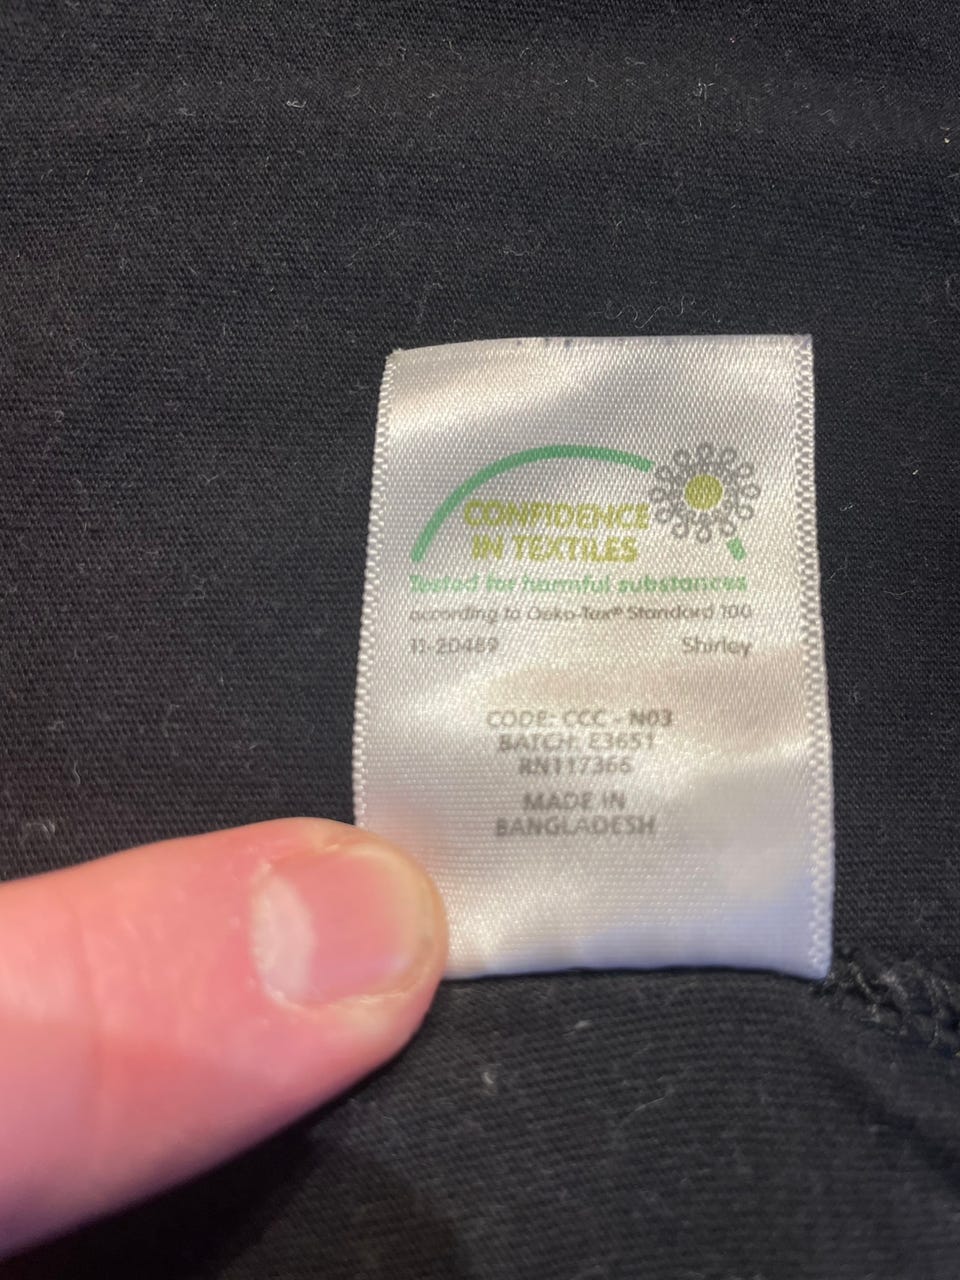 CONFIDENCE
IN TEXTILES
Tested for harmful substances
according to Oeko-Tex® Standard 100
11-20489 Shirley
CODE: CCC - N03
BATCH: E3651
RN117366
MADE IN
BANGLADESH